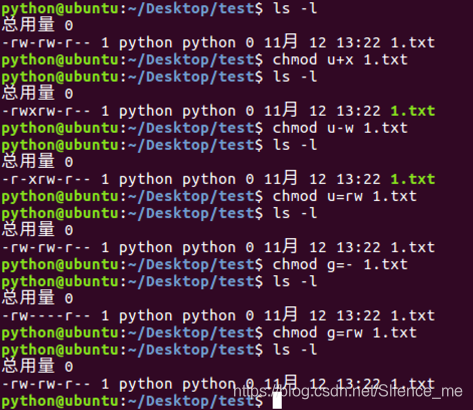 python@ubuntu:~/Desktop/test$ ls -l
总用量 0
-rw-rw-r-- 1 python python 0 11月 12 13:22 1.txt
python@ubuntu:~/Desktop/test$ chmod u+x 1.txt
python@ubuntu:~/Desktop/test$ ls -l
总用量 0
-rwxrw-r-- 1 python python 0 11月 12 13:22 1.txt
python@ubuntu:~/Desktop/test$ chmod u-w 1.txt
python@ubuntu:~/Desktop/test$ ls -l
总用量 0
-r-xrw-r-- 1 python python 0 11月 12 13:22 1.txt
python@ubuntu:~/Desktop/test$ chmod u=rw 1.txt
python@ubuntu:~/Desktop/test$ ls -l
总用量 0
-rw-rw-r-- 1 python python 0 11月 12 13:22 1.txt
python@ubuntu:~/Desktop/test$ chmod g=- 1.txt
python@ubuntu:~/Desktop/test$ ls -l
总用量 0
-rw----r-- 1 python python 0 11月 12 13:22 1.txt
python@ubuntu:~/Desktop/test$ chmod g=rw 1.txt
python@ubuntu:~/Desktop/test$ ls -l
总用量 0
-rw-rw-r-- 1 python python 0 11月 12 13:22 1.txt
python@ubuntu:~/Desktop/test$
https://blog.csdn.net/Silence_me